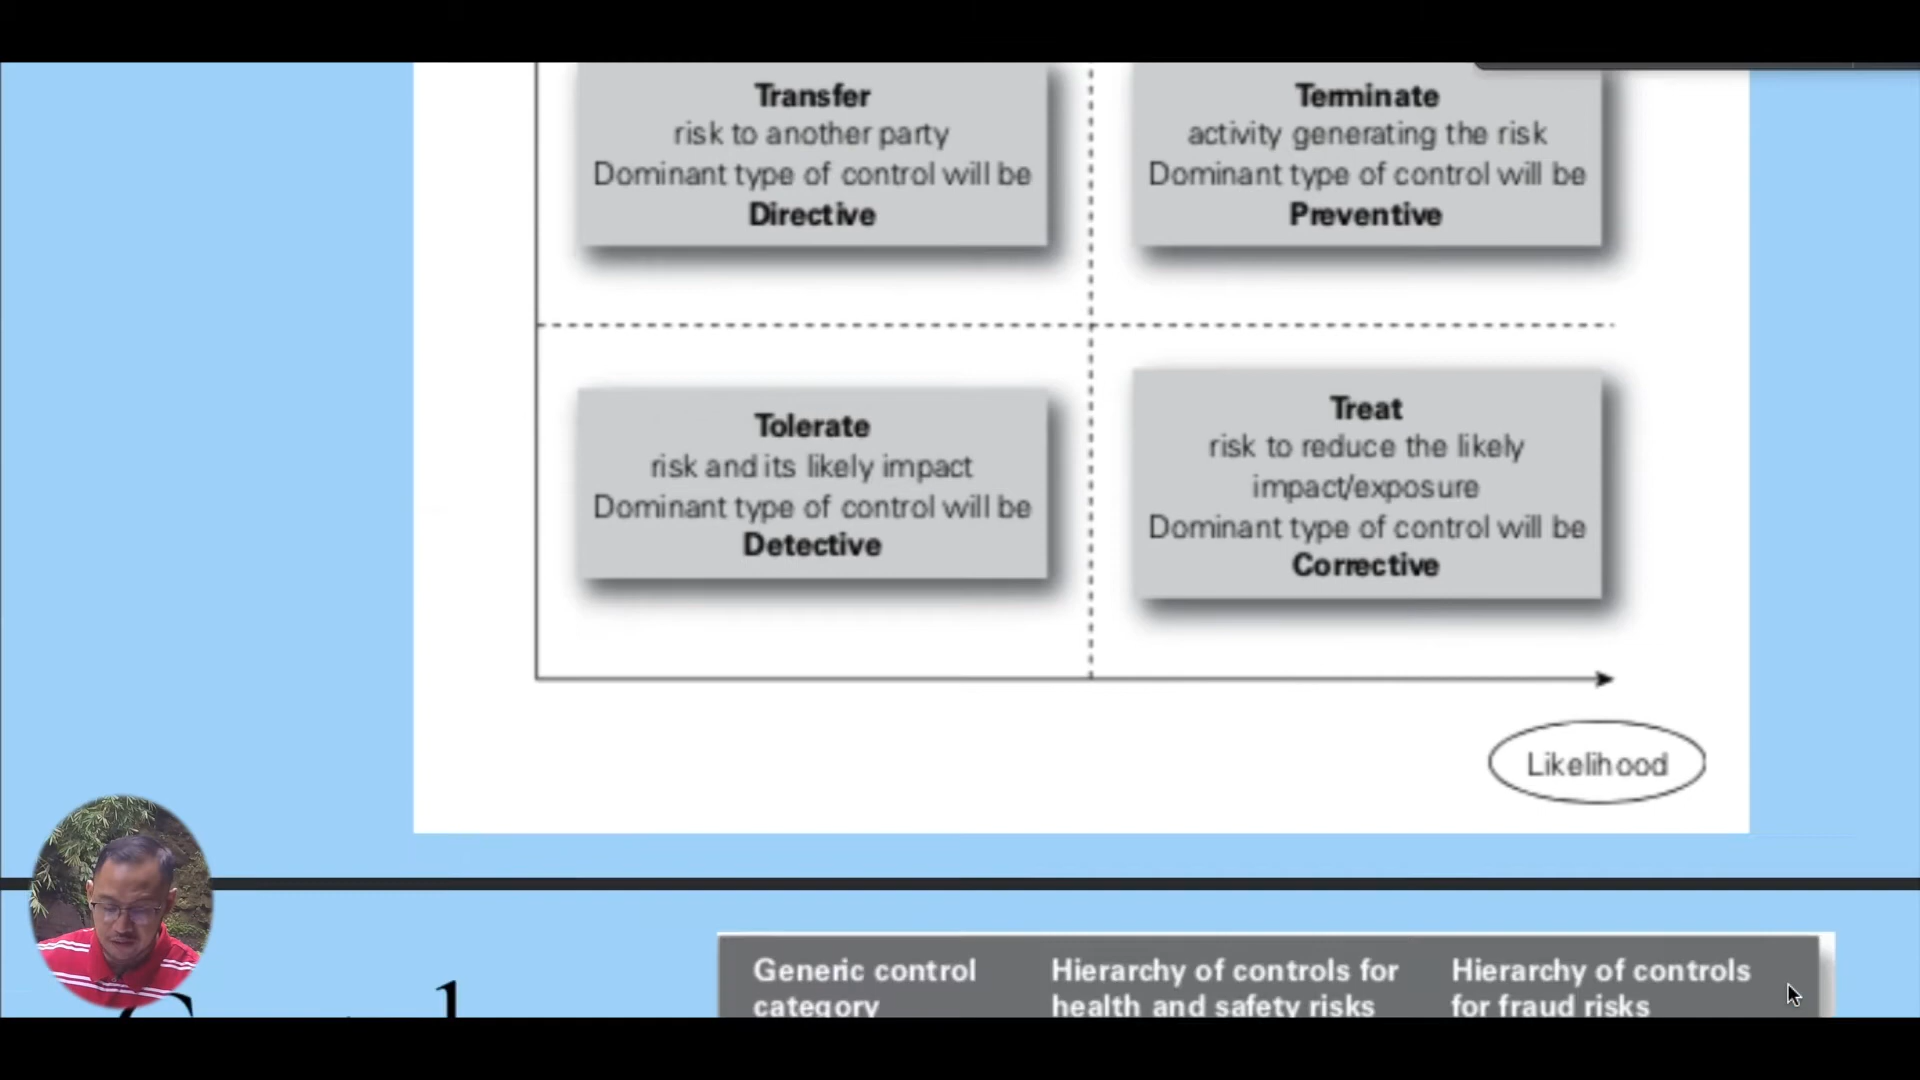 Transfer
risk to another party
Dominant type of control will be
Directive
Terminate
activity generating the risk
Dominant type of control will be
Preventive
Tolerate
risk and its likely impact
Dominant type of control will be
Detective
Treat
risk to reduce the likely
impact/exposure
Dominant type of control will be
Corrective
Likelihood
Generic control
category
Hierarchy of controls for
health and safety risks
Hierarchy of controls
for fraud risks